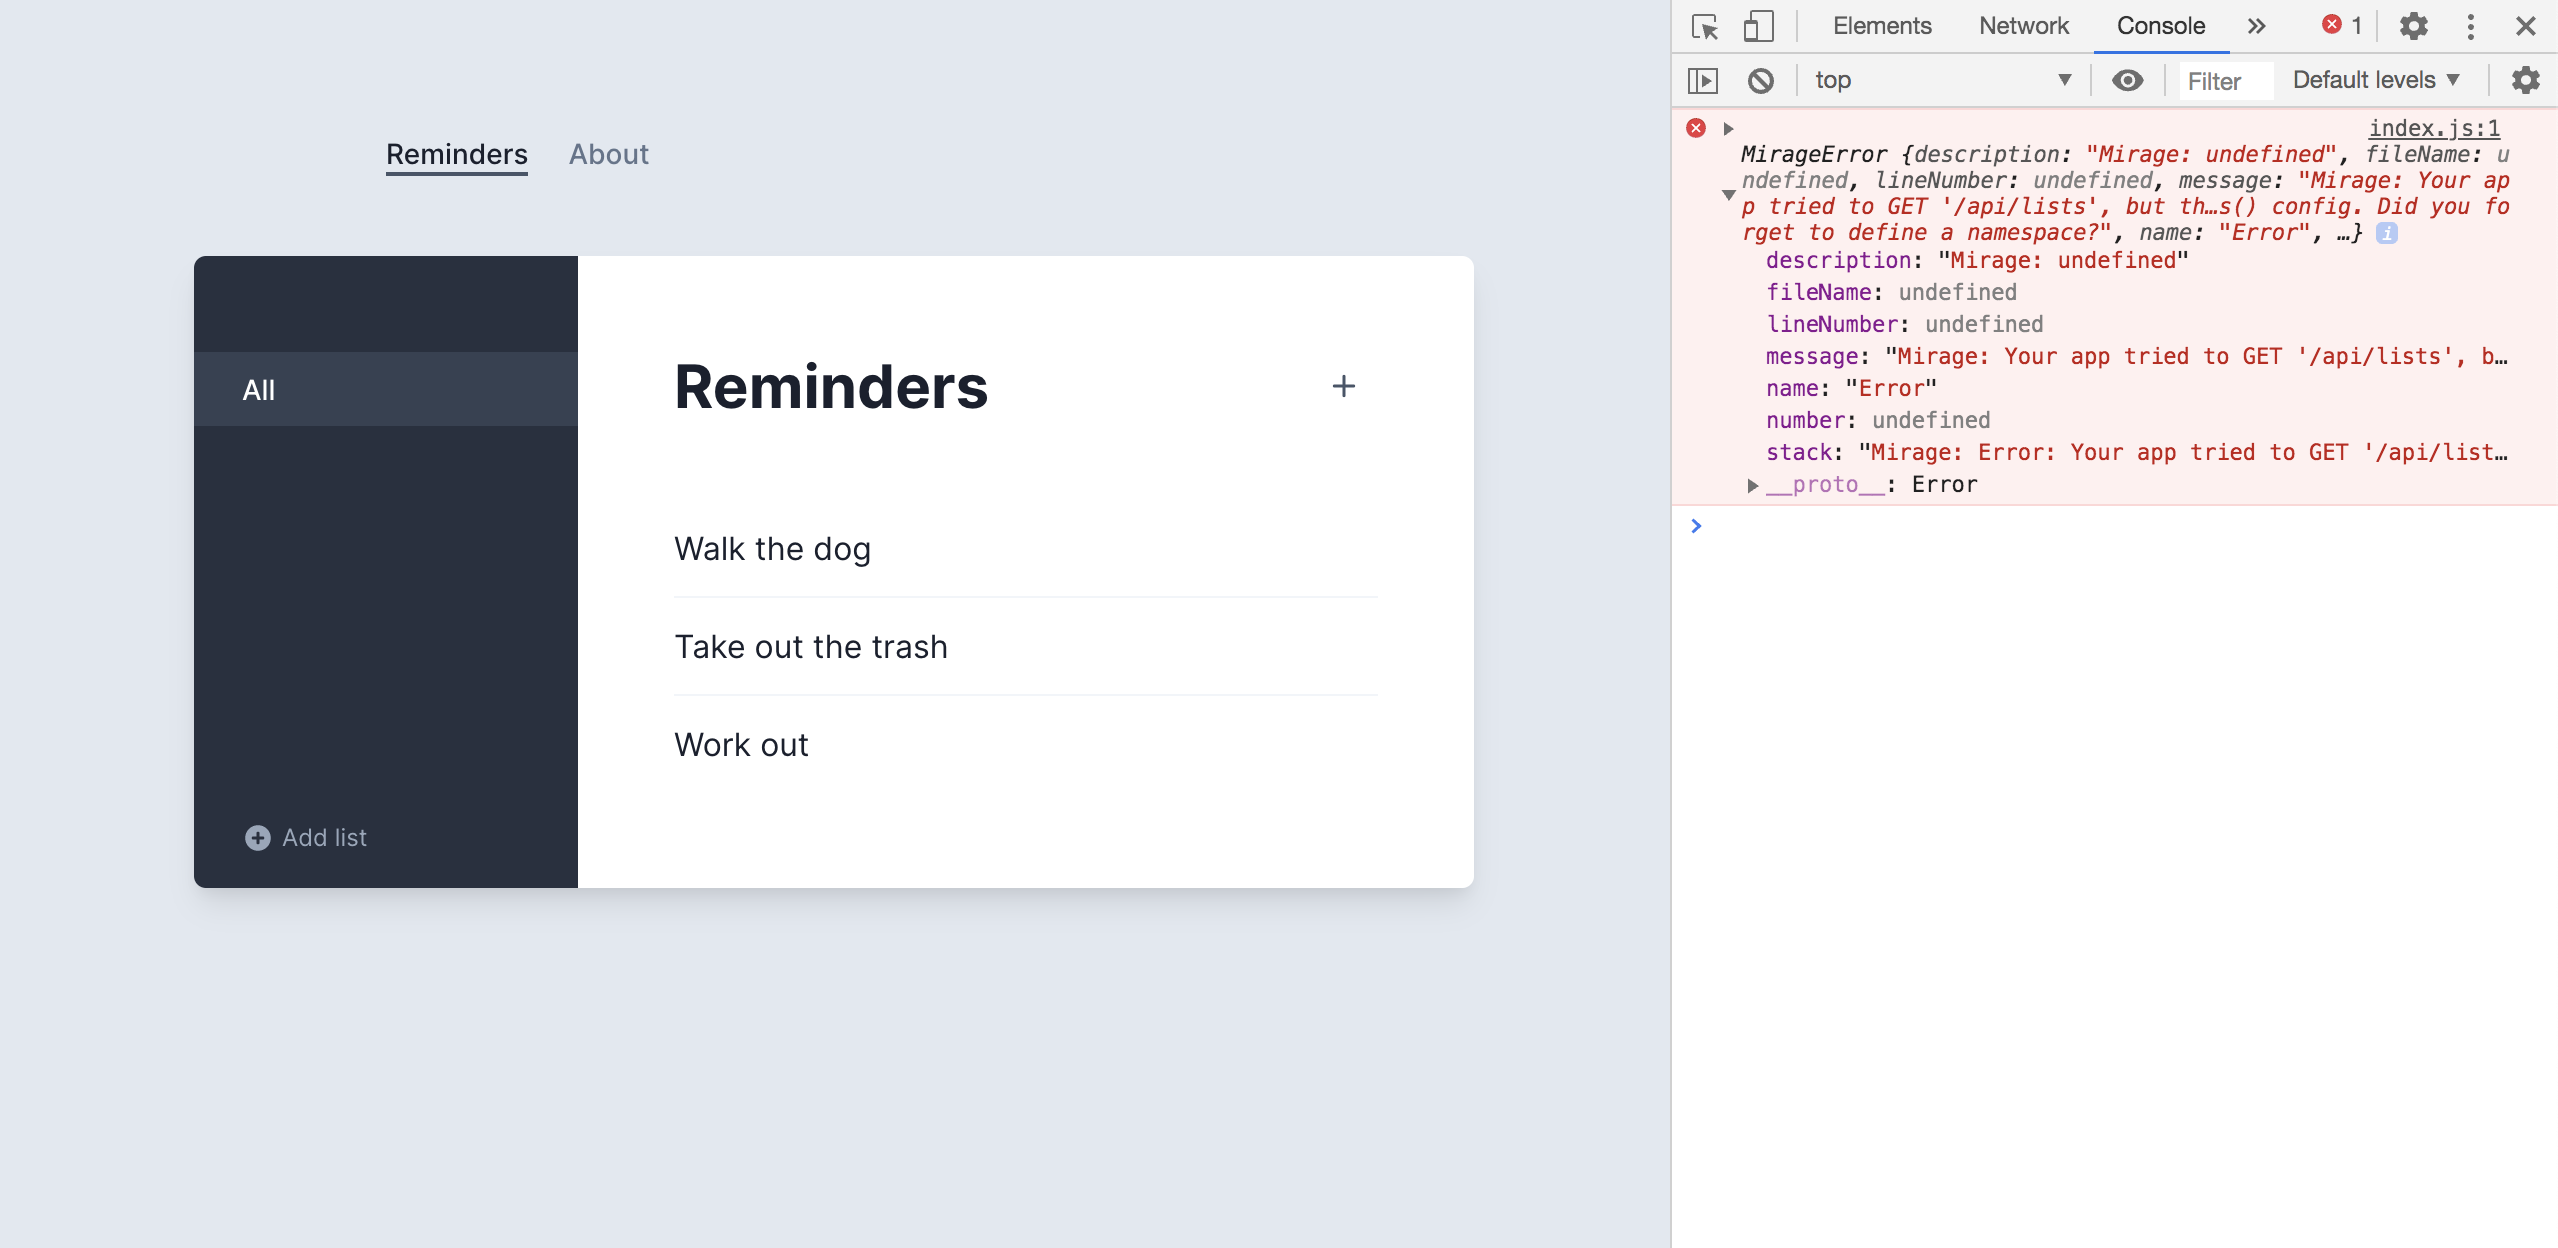 Reminders About
All
Add list
Reminders
+
Walk the dog
Take out the trash
Work out
Elements Network Console » 1
top Filter Default levels
index.js:1
MirageError {description: "Mirage: undefined", fileName: u
ndefined, lineNumber: undefined, message: "Mirage: Your ap
p tried to GET '/api/lists', but th…s() config. Did you fo
rget to define a namespace?", name: "Error", …} i
description: "Mirage: undefined"
fileName: undefined
lineNumber: undefined
message: "Mirage: Your app tried to GET '/api/lists', b…
name: "Error"
number: undefined
stack: "Mirage: Error: Your app tried to GET '/api/list…
__proto__: Error